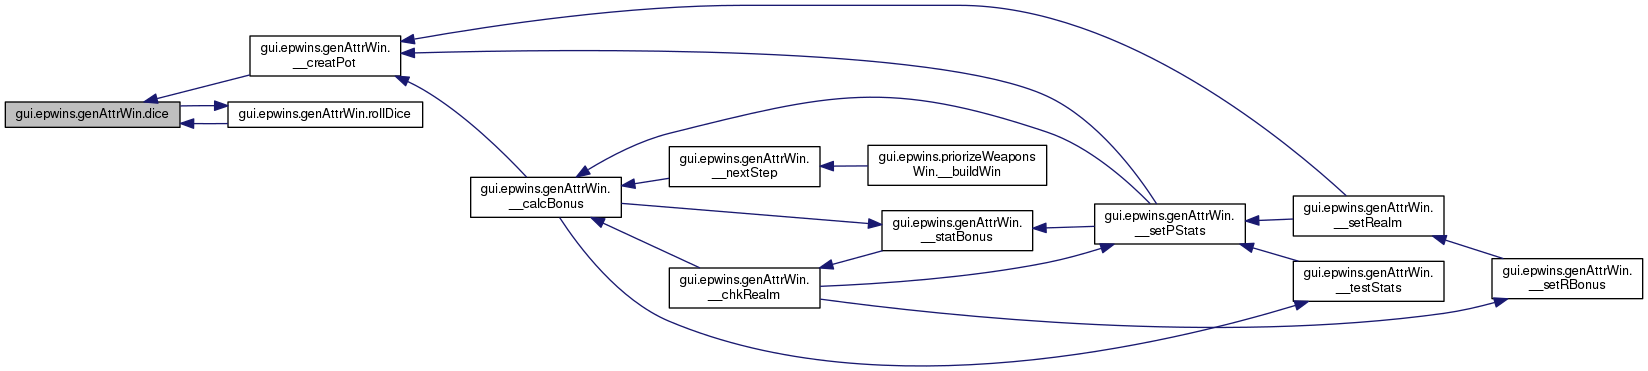 gui.epwins.genAttrWin.
__creatPot
gui.epwins.genAttrWin.dice
gui.epwins.genAttrWin.rollDice
gui.epwins.genAttrWin.
__calcBonus
gui.epwins.genAttrWin.
__nextStep
gui.epwins.priorizeWeapons
Win.__buildWin
gui.epwins.genAttrWin.
__statBonus
gui.epwins.genAttrWin.
__chkRealm
gui.epwins.genAttrWin.
__setPStats
gui.epwins.genAttrWin.
__setRealm
gui.epwins.genAttrWin.
__testStats
gui.epwins.genAttrWin.
__setRBonus